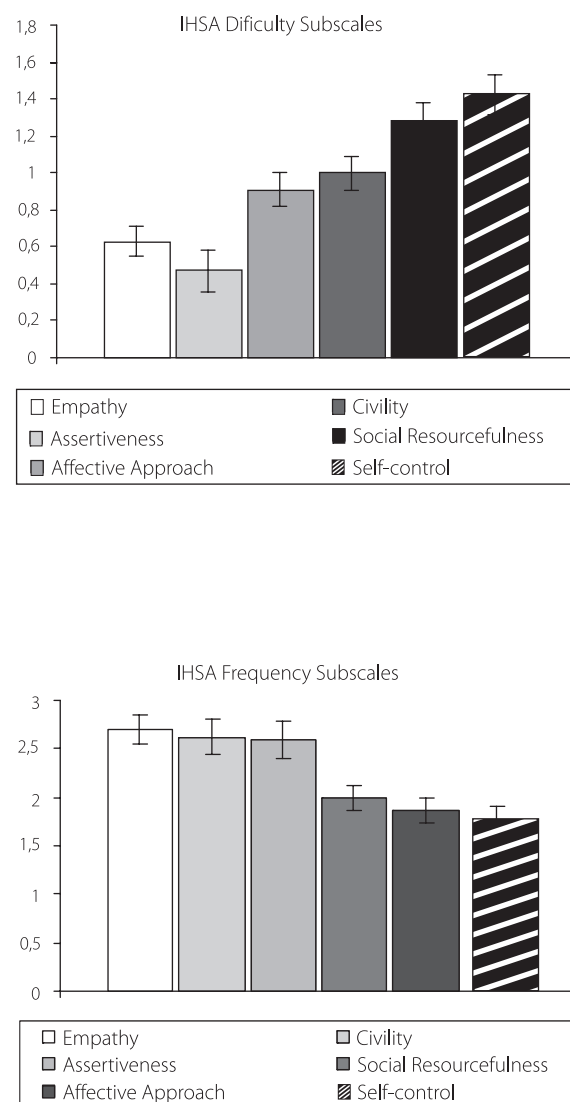 IHSA Dificulty Subscales
1,8
1,6
1,4
1,2
1
0,8
0,6
0,4
0,2
0
Empathy
Civility
Assertiveness
Social Resourcefulness
Affective Approach
Self-control
IHSA Frequency Subscales
3
2,5
2
1,5
1
0,5
0
Empathy
Civility
Assertiveness
Social Resourcefulness
Affective Approach
Self-control